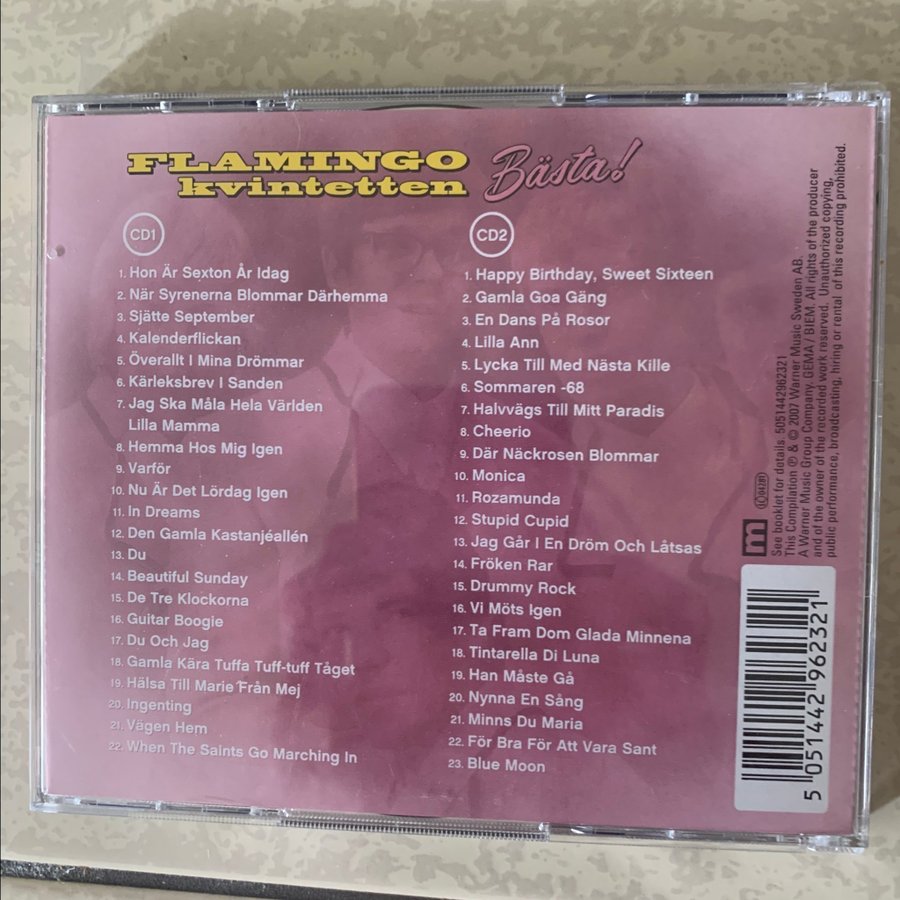 FLAMINGO
kvintetten
Bästa!
CD1
1. Hon Är Sexton År Idag
2. När Syrenerna Blommar Därhemma
3. Sjätte September
4. Kalenderflickan
5. Överallt I Mina Drömmar
6. Kärleksbrev I Sanden
7. Jag Ska Måla Hela Världen
Lilla Mamma
8. Hemma Hos Mig Igen
9. Varför
10. Nu Är Det Lördag Igen
11. In Dreams
12. Den Gamla Kastanjéallén
13. Du
14. Beautiful Sunday
15. De Tre Klockorna
16. Guitar Boogie
17. Du Och Jag
18. Gamla Kära Tuffa Tuff-tuff Tåget
19. Hälsa Till Marie Från Mej
20. Ingenting
21. Vägen Hem
22. When The Saints Go Marching In
CD2
1. Happy Birthday, Sweet Sixteen
2. Gamla Goa Gäng
3. En Dans På Rosor
4. Lilla Ann
5. Lycka Till Med Nästa Kille
6. Sommaren -68
7. Halvvägs Till Mitt Paradis
8. Cheerio
9. Där Näckrosen Blommar
10. Monica
11. Rozamunda
12. Stupid Cupid
13. Jag Går I En Dröm Och Låtsas
14. Fröken Rar
15. Drummy Rock
16. Vi Möts Igen
17. Ta Fram Dom Glada Minnena
18. Tintarella Di Luna
19. Han Måste Gå
20. Nynna En Sång
21. Minns Du Maria
22. För Bra För Att Vara Sant
23. Blue Moon
m
LC 04281
See booklet for details. 5051442962321
This Compilation ℗ & © 2007 Warner Music Sweden AB.
A Warner Music Group Company. GEMA / BIEM. All rights of the producer
and of the owner of the recorded work reserved. Unauthorized copying,
public performance, broadcasting, hiring or rental of this recording prohibited.
5 051442 962321